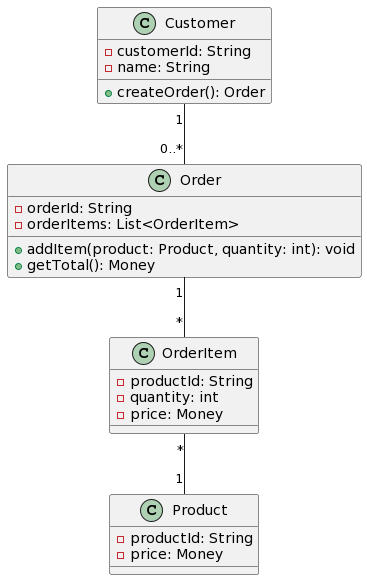 C Customer
customerId: String
name: String
createOrder(): Order
1
0..*
C Order
orderId: String
orderItems: List<OrderItem>
addItem(product: Product, quantity: int): void
getTotal(): Money
1
*
C OrderItem
productId: String
quantity: int
price: Money
*
1
C Product
productId: String
price: Money